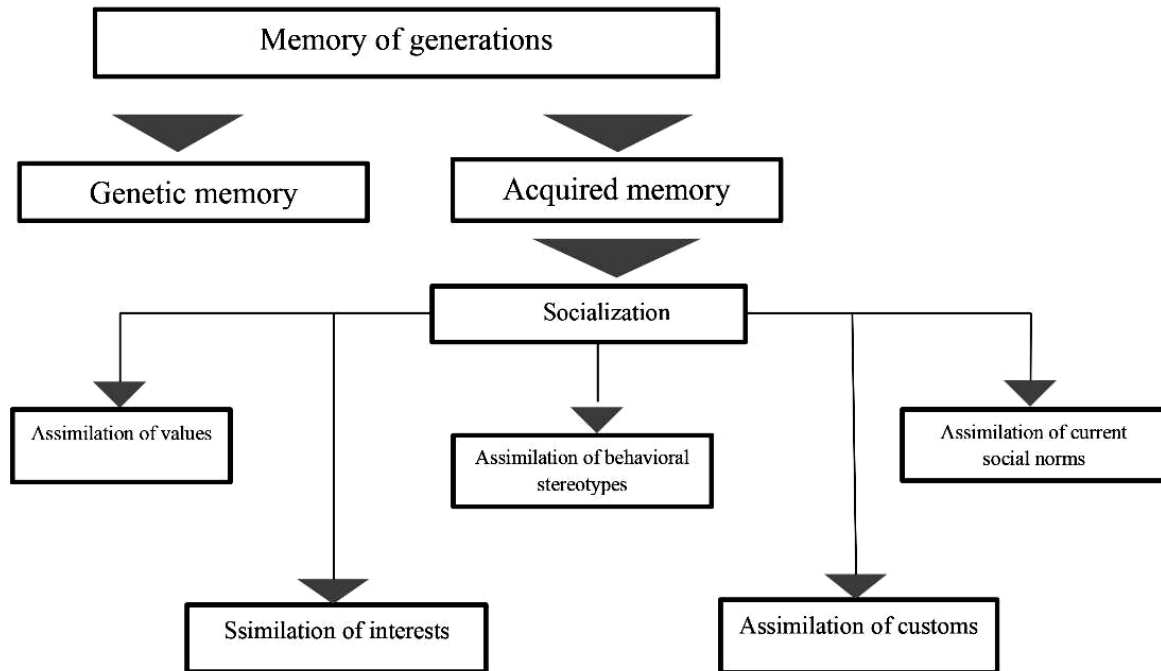 Memory of generations
Genetic memory
Acquired memory
Socialization
Assimilation of values
Assimilation of behavioral
stereotypes
Assimilation of current
social norms
Ssimilation of interests
Assimilation of customs